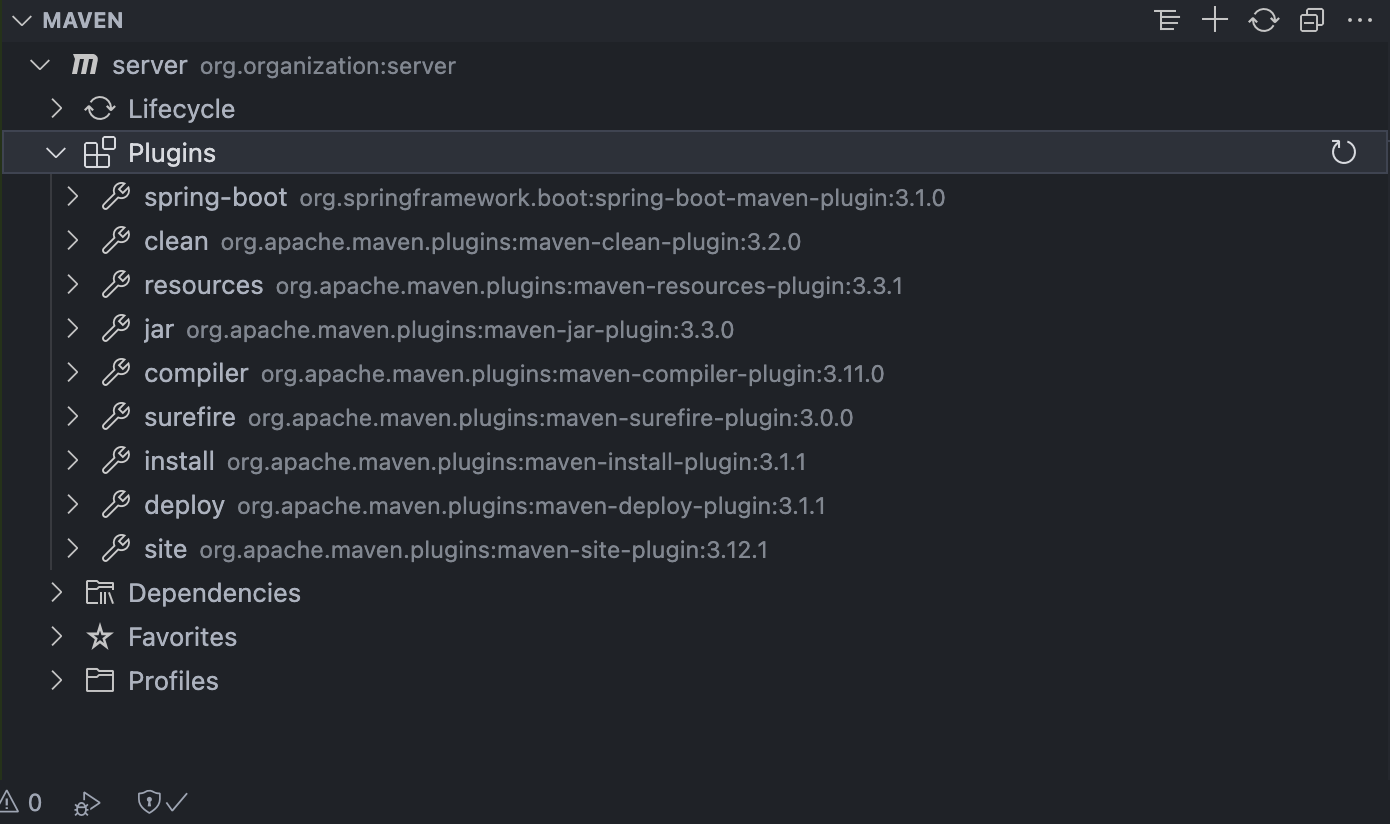 MAVEN
server org.organization:server
Lifecycle
Plugins
spring-boot org.springframework.boot:spring-boot-maven-plugin:3.1.0
clean org.apache.maven.plugins:maven-clean-plugin:3.2.0
resources org.apache.maven.plugins:maven-resources-plugin:3.3.1
jar org.apache.maven.plugins:maven-jar-plugin:3.3.0
compiler org.apache.maven.plugins:maven-compiler-plugin:3.11.0
surefire org.apache.maven.plugins:maven-surefire-plugin:3.0.0
install org.apache.maven.plugins:maven-install-plugin:3.1.1
deploy org.apache.maven.plugins:maven-deploy-plugin:3.1.1
site org.apache.maven.plugins:maven-site-plugin:3.12.1
Dependencies
Favorites
Profiles
0